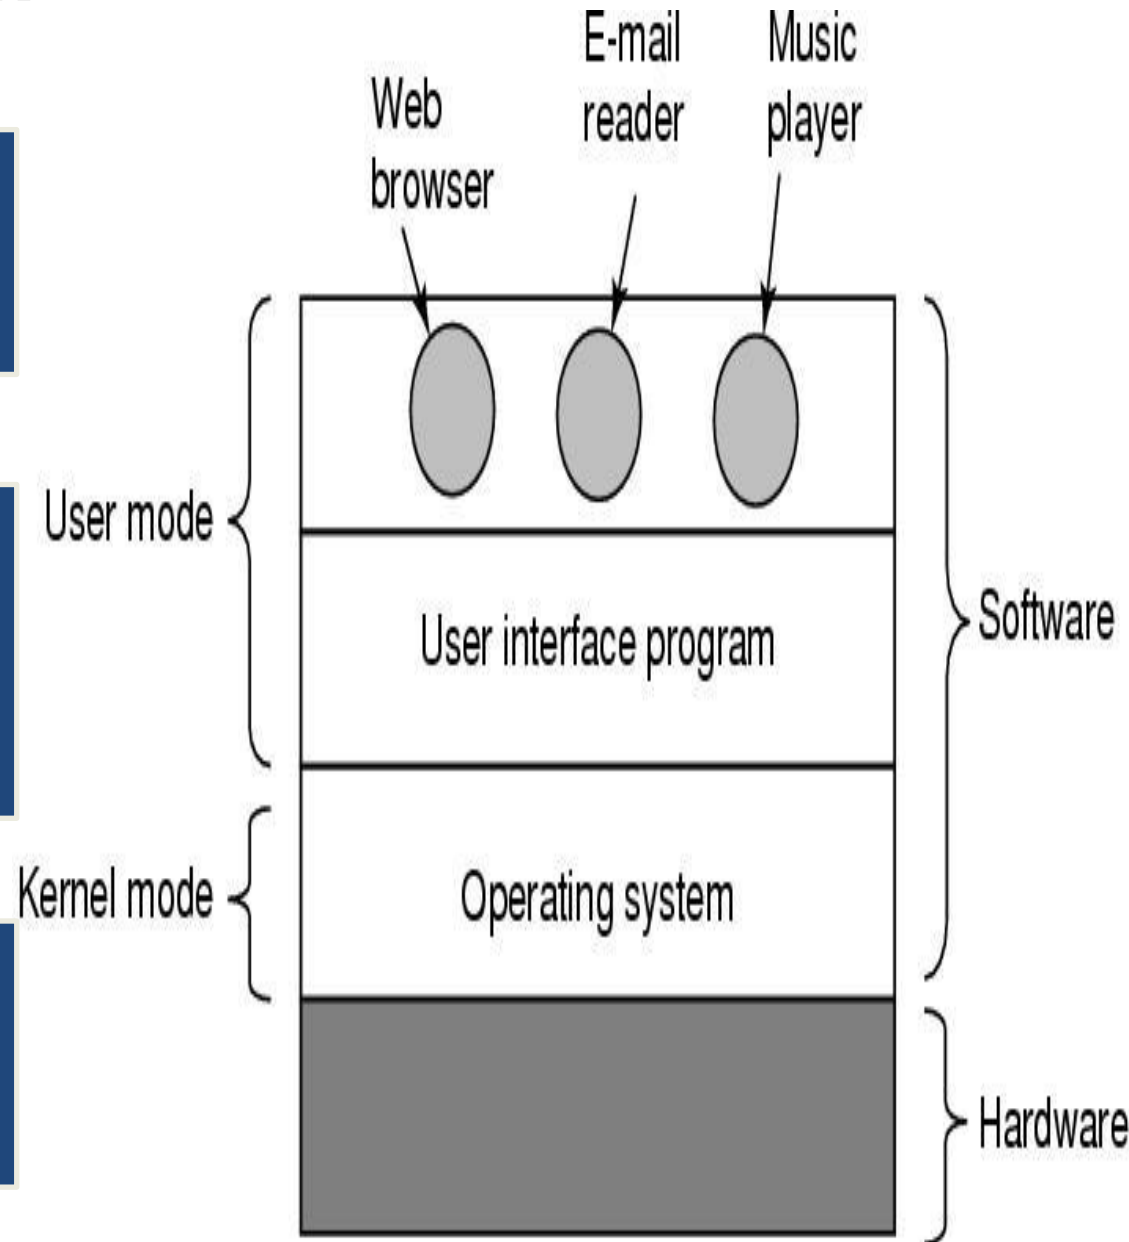 E-mail
reader
Music
player
Web
browser
User mode
User interface program
Software
Kernel mode
Operating system
Hardware